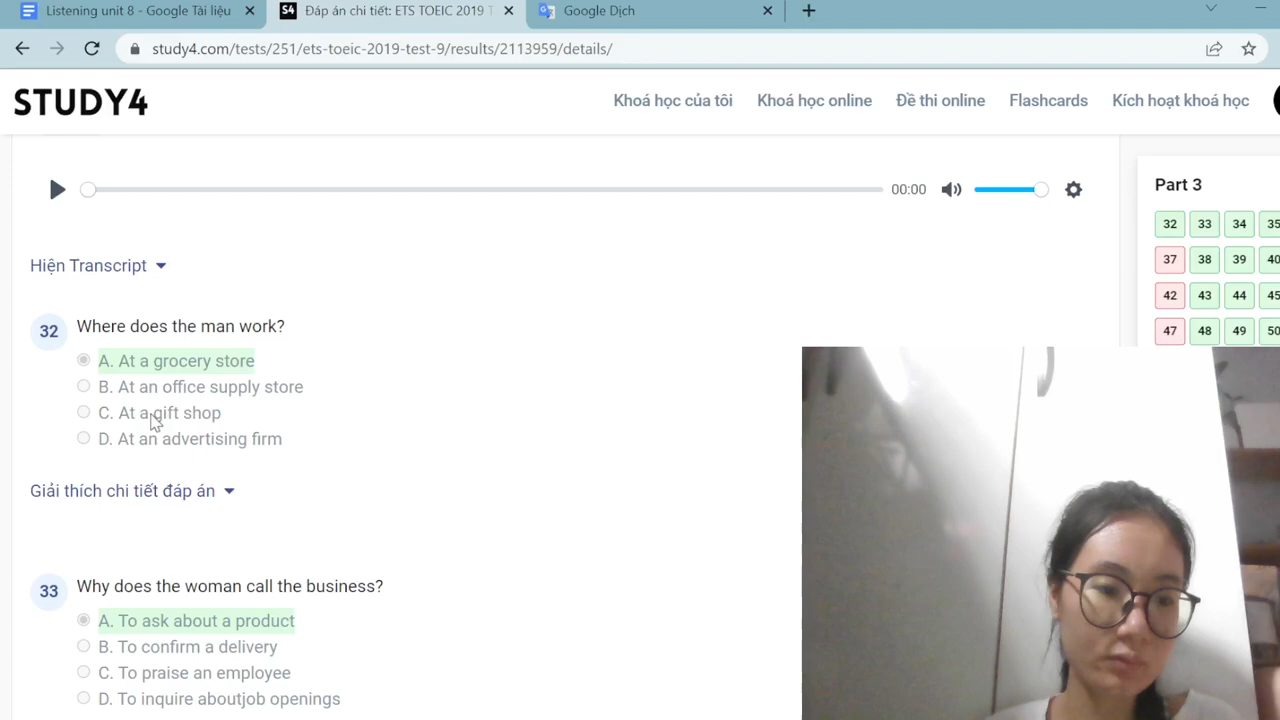 Listening unit 8 - Google Tài liệu
S4
Đáp án chi tiết: ETS TOEIC 2019 T
Google Dịch
study4.com/tests/251/ets-toeic-2019-test-9/results/2113959/details/
STUDY4
Khoá học của tôi
Khoá học online
Đề thi online
Flashcards
Kích hoạt khoá học
00:00
Part 3
32 33 34 35
37 38 39 40
42 43 44 45
47 48 49 50
Hiện Transcript
32 Where does the man work?
A. At a grocery store
B. At an office supply store
C. At a gift shop
D. At an advertising firm
Giải thích chi tiết đáp án
33 Why does the woman call the business?
A. To ask about a product
B. To confirm a delivery
C. To praise an employee
D. To inquire aboutjob openings